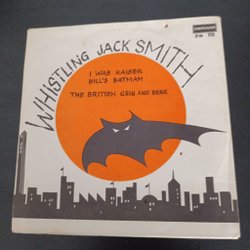 DERAM
WHISTLING JACK SMITH
I WAS KAISER
BILL'S BATMAN
THE BRITISH GRIN AND BEAR